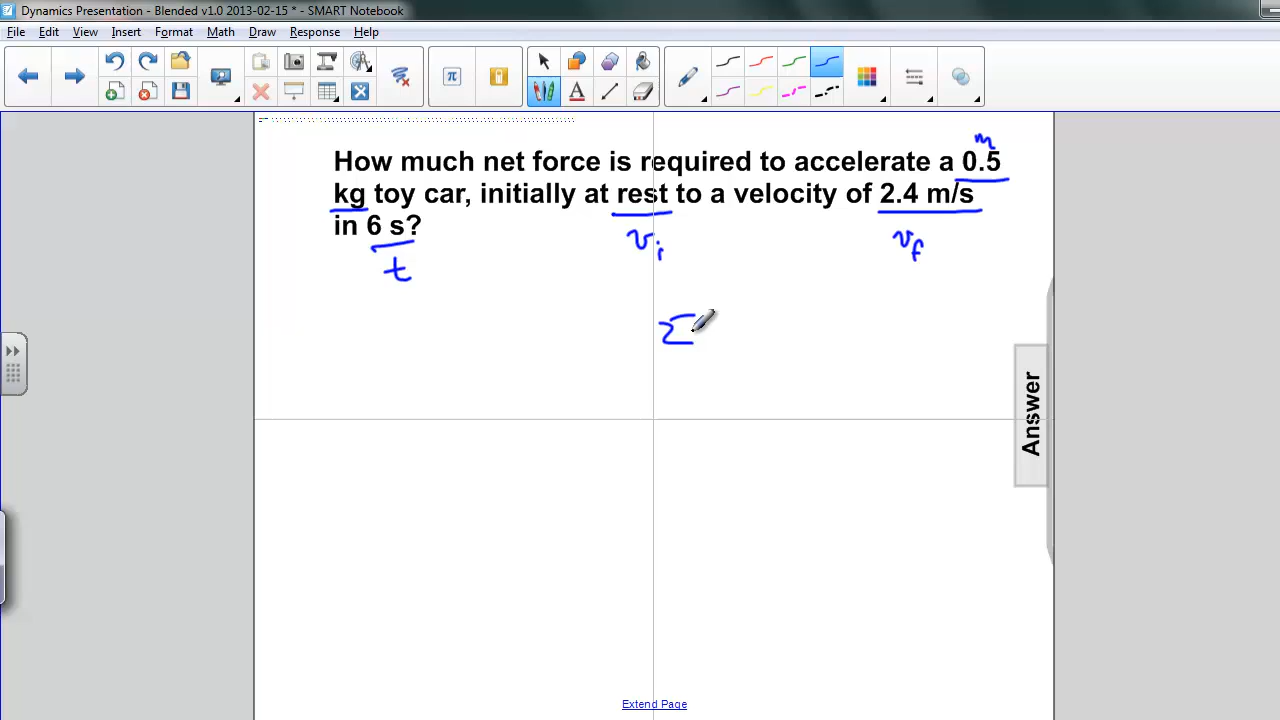 Dynamics Presentation - Blended v1.0 2013-02-15 * - SMART Notebook
File Edit View Insert Format Math Draw Response Help
π
A
m
How much net force is required to accelerate a 0.5
kg toy car, initially at rest to a velocity of 2.4 m/s
in 6 s?
vi
vf
t
Σ
Answer
Extend Page